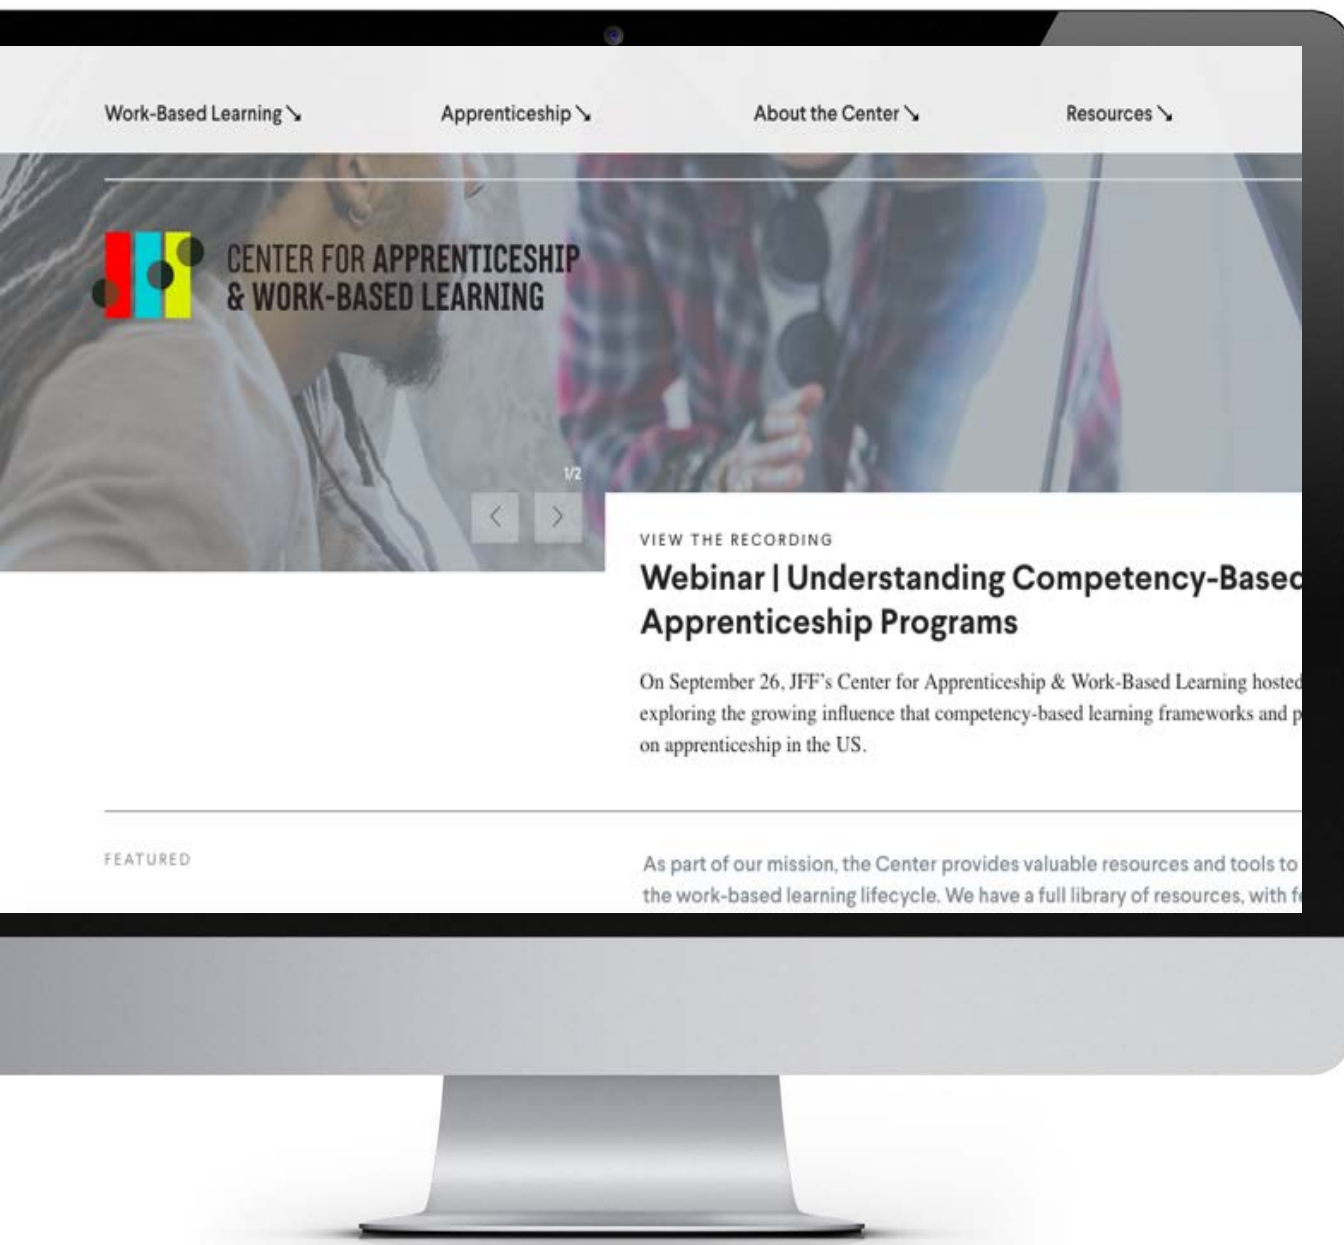 Work-Based Learning ↘
Apprenticeship ↘
About the Center ↘
Resources ↘
CENTER FOR APPRENTICESHIP
& WORK-BASED LEARNING
1/2
VIEW THE RECORDING
Webinar | Understanding Competency-Based
Apprenticeship Programs
On September 26, JFF's Center for Apprenticeship & Work-Based Learning hosted
exploring the growing influence that competency-based learning frameworks and p
on apprenticeship in the US.
FEATURED
As part of our mission, the Center provides valuable resources and tools to
the work-based learning lifecycle. We have a full library of resources, with fe